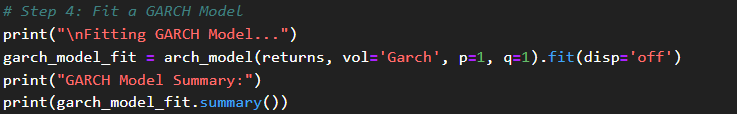 # Step 4: Fit a GARCH Model
print("\nFitting GARCH Model...")
garch_model_fit = arch_model(returns, vol='Garch', p=1, q=1).fit(disp='off')
print("GARCH Model Summary:")
print(garch_model_fit.summary())